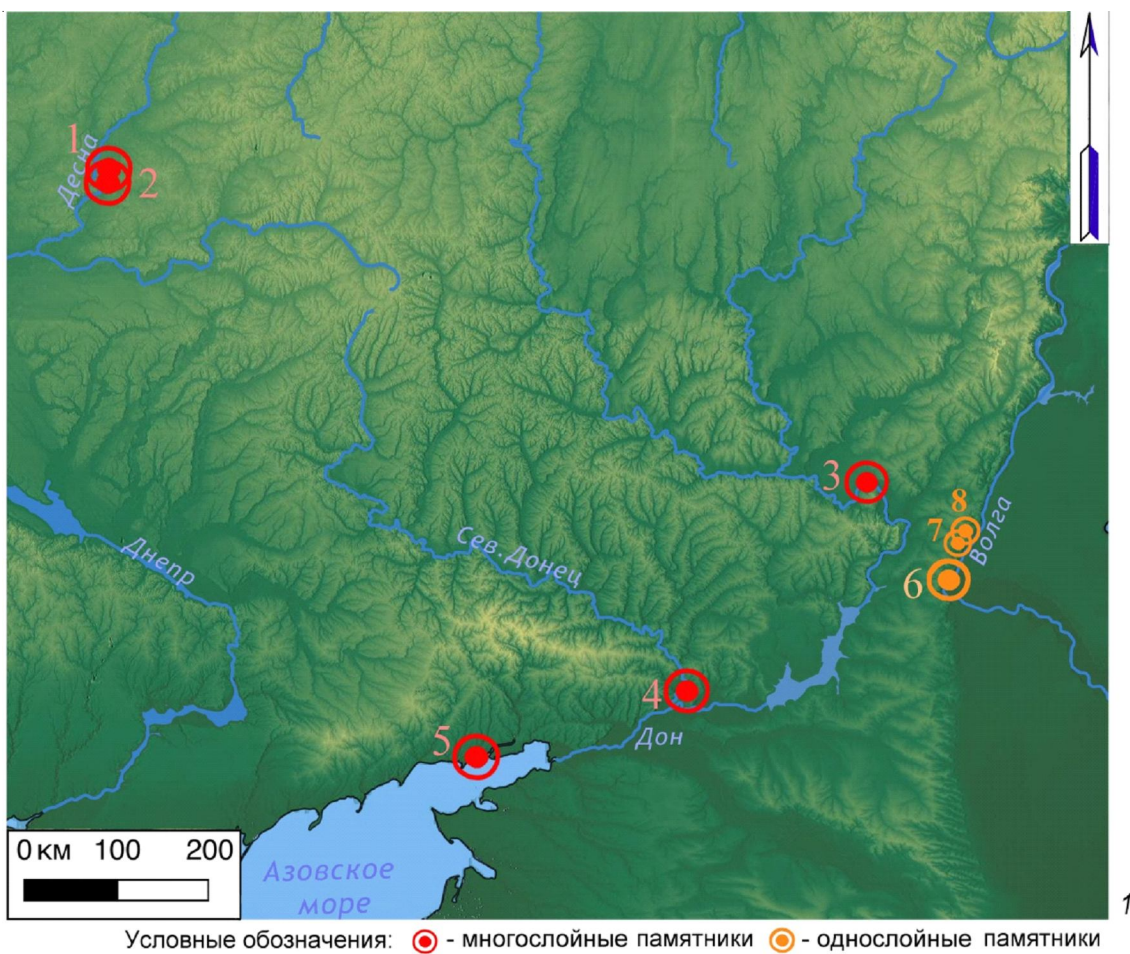 1
Десна
2
3
8
7
Волга
6
Сев.Донец
Днепр
4
5
Дон
0 км 100 200
Азовское
море
1
Условные обозначения: - многослойные памятники - однослойные памятники